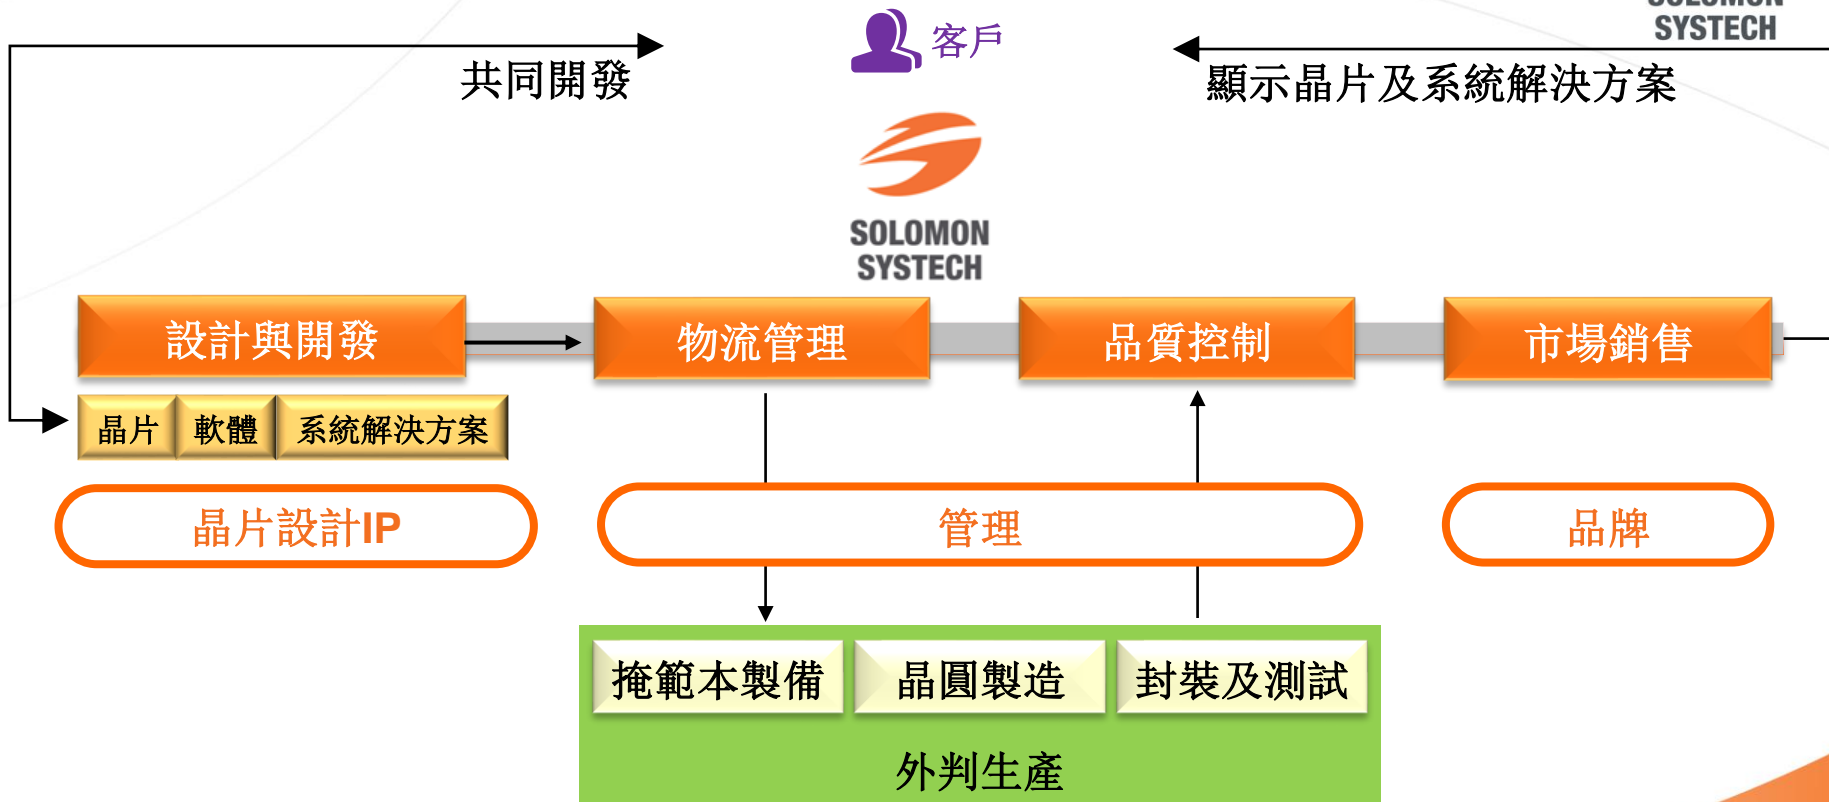 SOLOMON
SYSTECH
客戶
共同開發
顯示晶片及系統解決方案
SOLOMON
SYSTECH
設計與開發
物流管理
品質控制
市場銷售
晶片
軟體
系統解決方案
晶片設計IP
管理
品牌
掩範本製備
晶圓製造
封裝及測試
外判生產